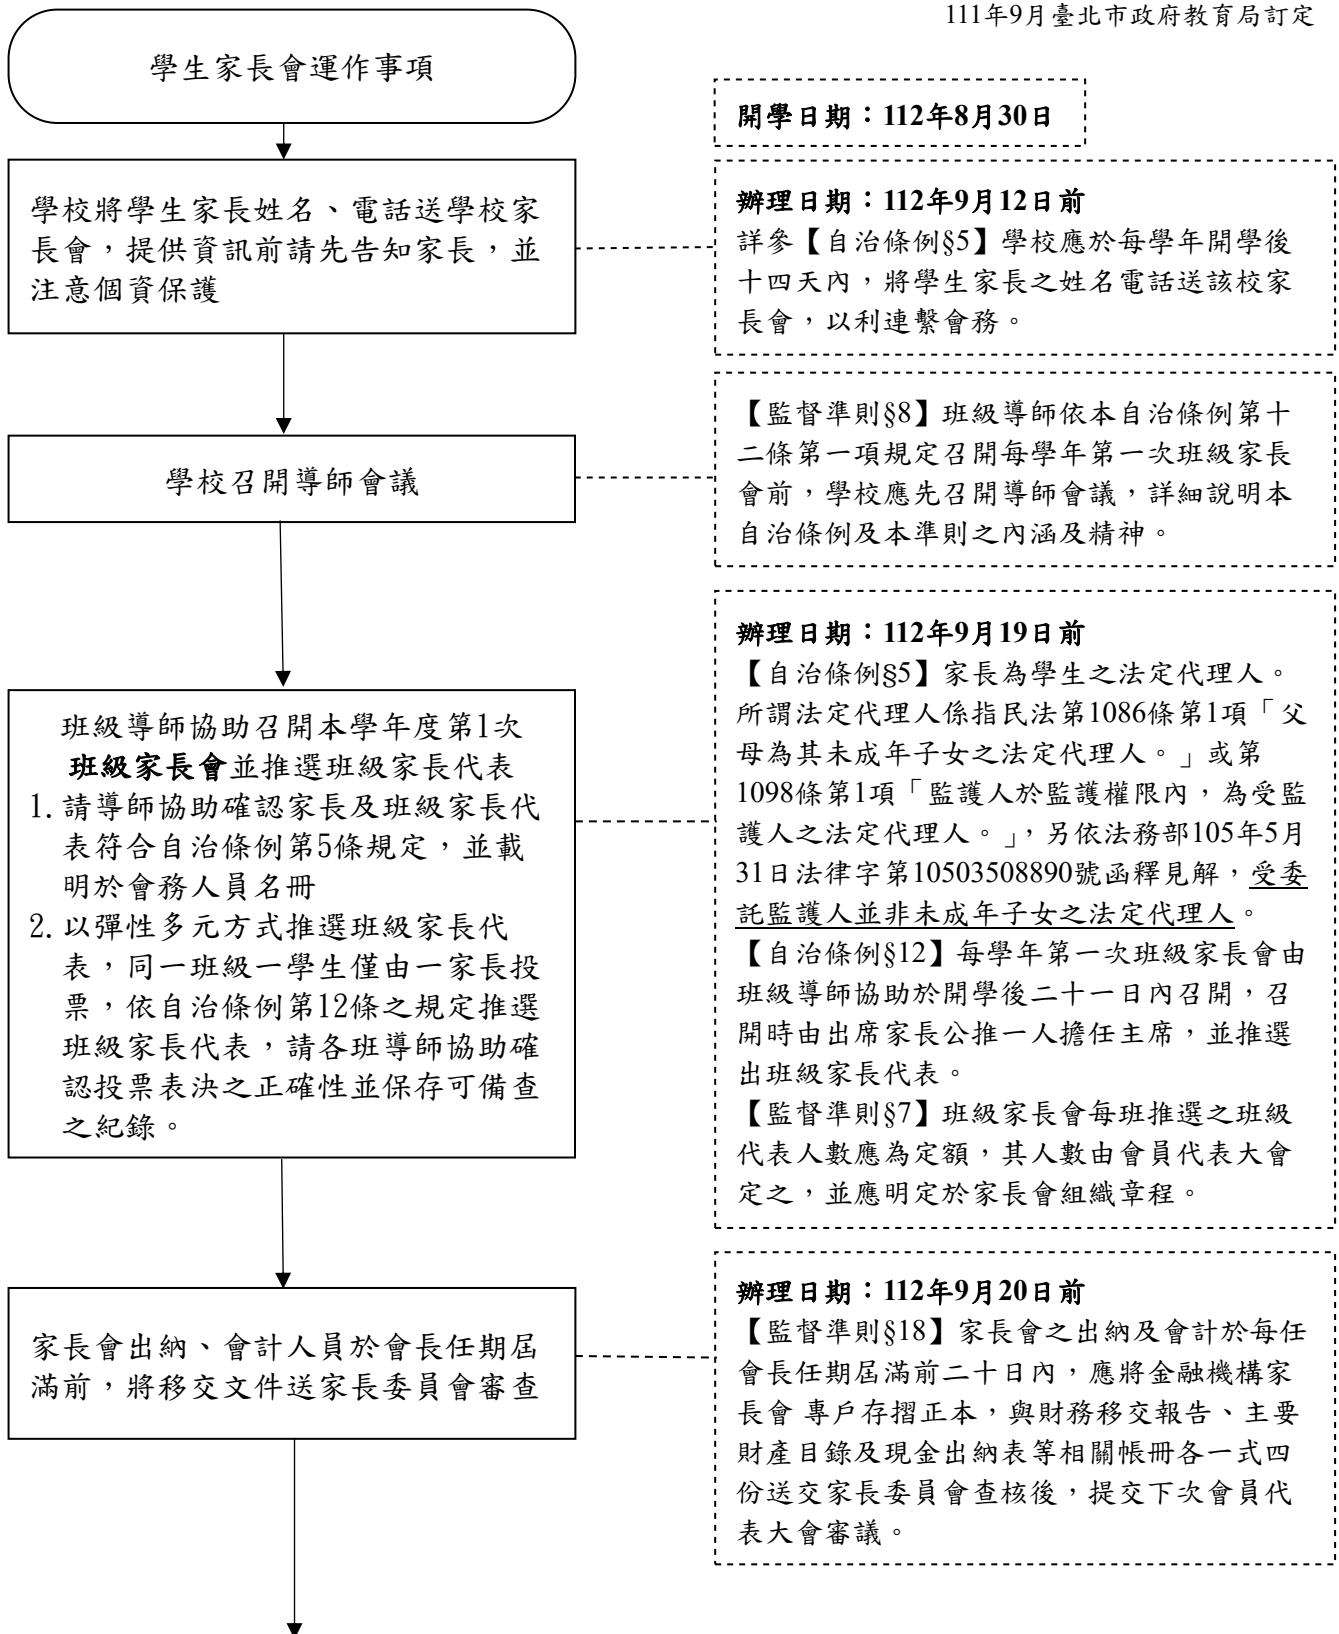 111年9月臺北市政府教育局訂定
學生家長會運作事項
開學日期：112年8月30日
學校將學生家長姓名、電話送學校家
長會，提供資訊前請先告知家長，並
注意個資保護
辦理日期：112年9月12日前
詳參【自治條例§5】學校應於每學年開學後
十四天內，將學生家長之姓名電話送該校家
長會，以利連繫會務。
學校召開導師會議
【監督準則§8】班級導師依本自治條例第十
二條第一項規定召開每學年第一次班級家長
會前，學校應先召開導師會議，詳細說明本
自治條例及本準則之內涵及精神。
班級導師協助召開本學年度第1次
班級家長會並推選班級家長代表
1. 請導師協助確認家長及班級家長代
表符合自治條例第5條規定，並載
明於會務人員名冊
2. 以彈性多元方式推選班級家長代
表，同一班級一學生僅由一家長投
票，依自治條例第12條之規定推選
班級家長代表，請各班導師協助確
認投票表決之正確性並保存可備查
之紀錄。
辦理日期：112年9月19日前
【自治條例§5】家長為學生之法定代理人。
所謂法定代理人係指民法第1086條第1項「父
母為其未成年子女之法定代理人。」或第
1098條第1項「監護人於監護權限內，為受監
護人之法定代理人。」，另依法務部105年5月
31日法律字第10503508890號函釋見解，受委
託監護人並非未成年子女之法定代理人。
【自治條例§12】每學年第一次班級家長會由
班級導師協助於開學後二十一日內召開，召
開時由出席家長公推一人擔任主席，並推選
出班級家長代表。
【監督準則§7】班級家長會每班推選之班級
代表人數應為定額，其人數由會員代表大會
定之，並應明定於家長會組織章程。
家長會出納、會計人員於會長任期屆
滿前，將移交文件送家長委員會審查
辦理日期：112年9月20日前
【監督準則§18】家長會之出納及會計於每任
會長任期屆滿前二十日內，應將金融機構家
長會 專戶存摺正本，與財務移交報告、主要
財產目錄及現金出納表等相關帳冊各一式四
份送交家長委員會查核後，提交下次會員代
表大會審議。